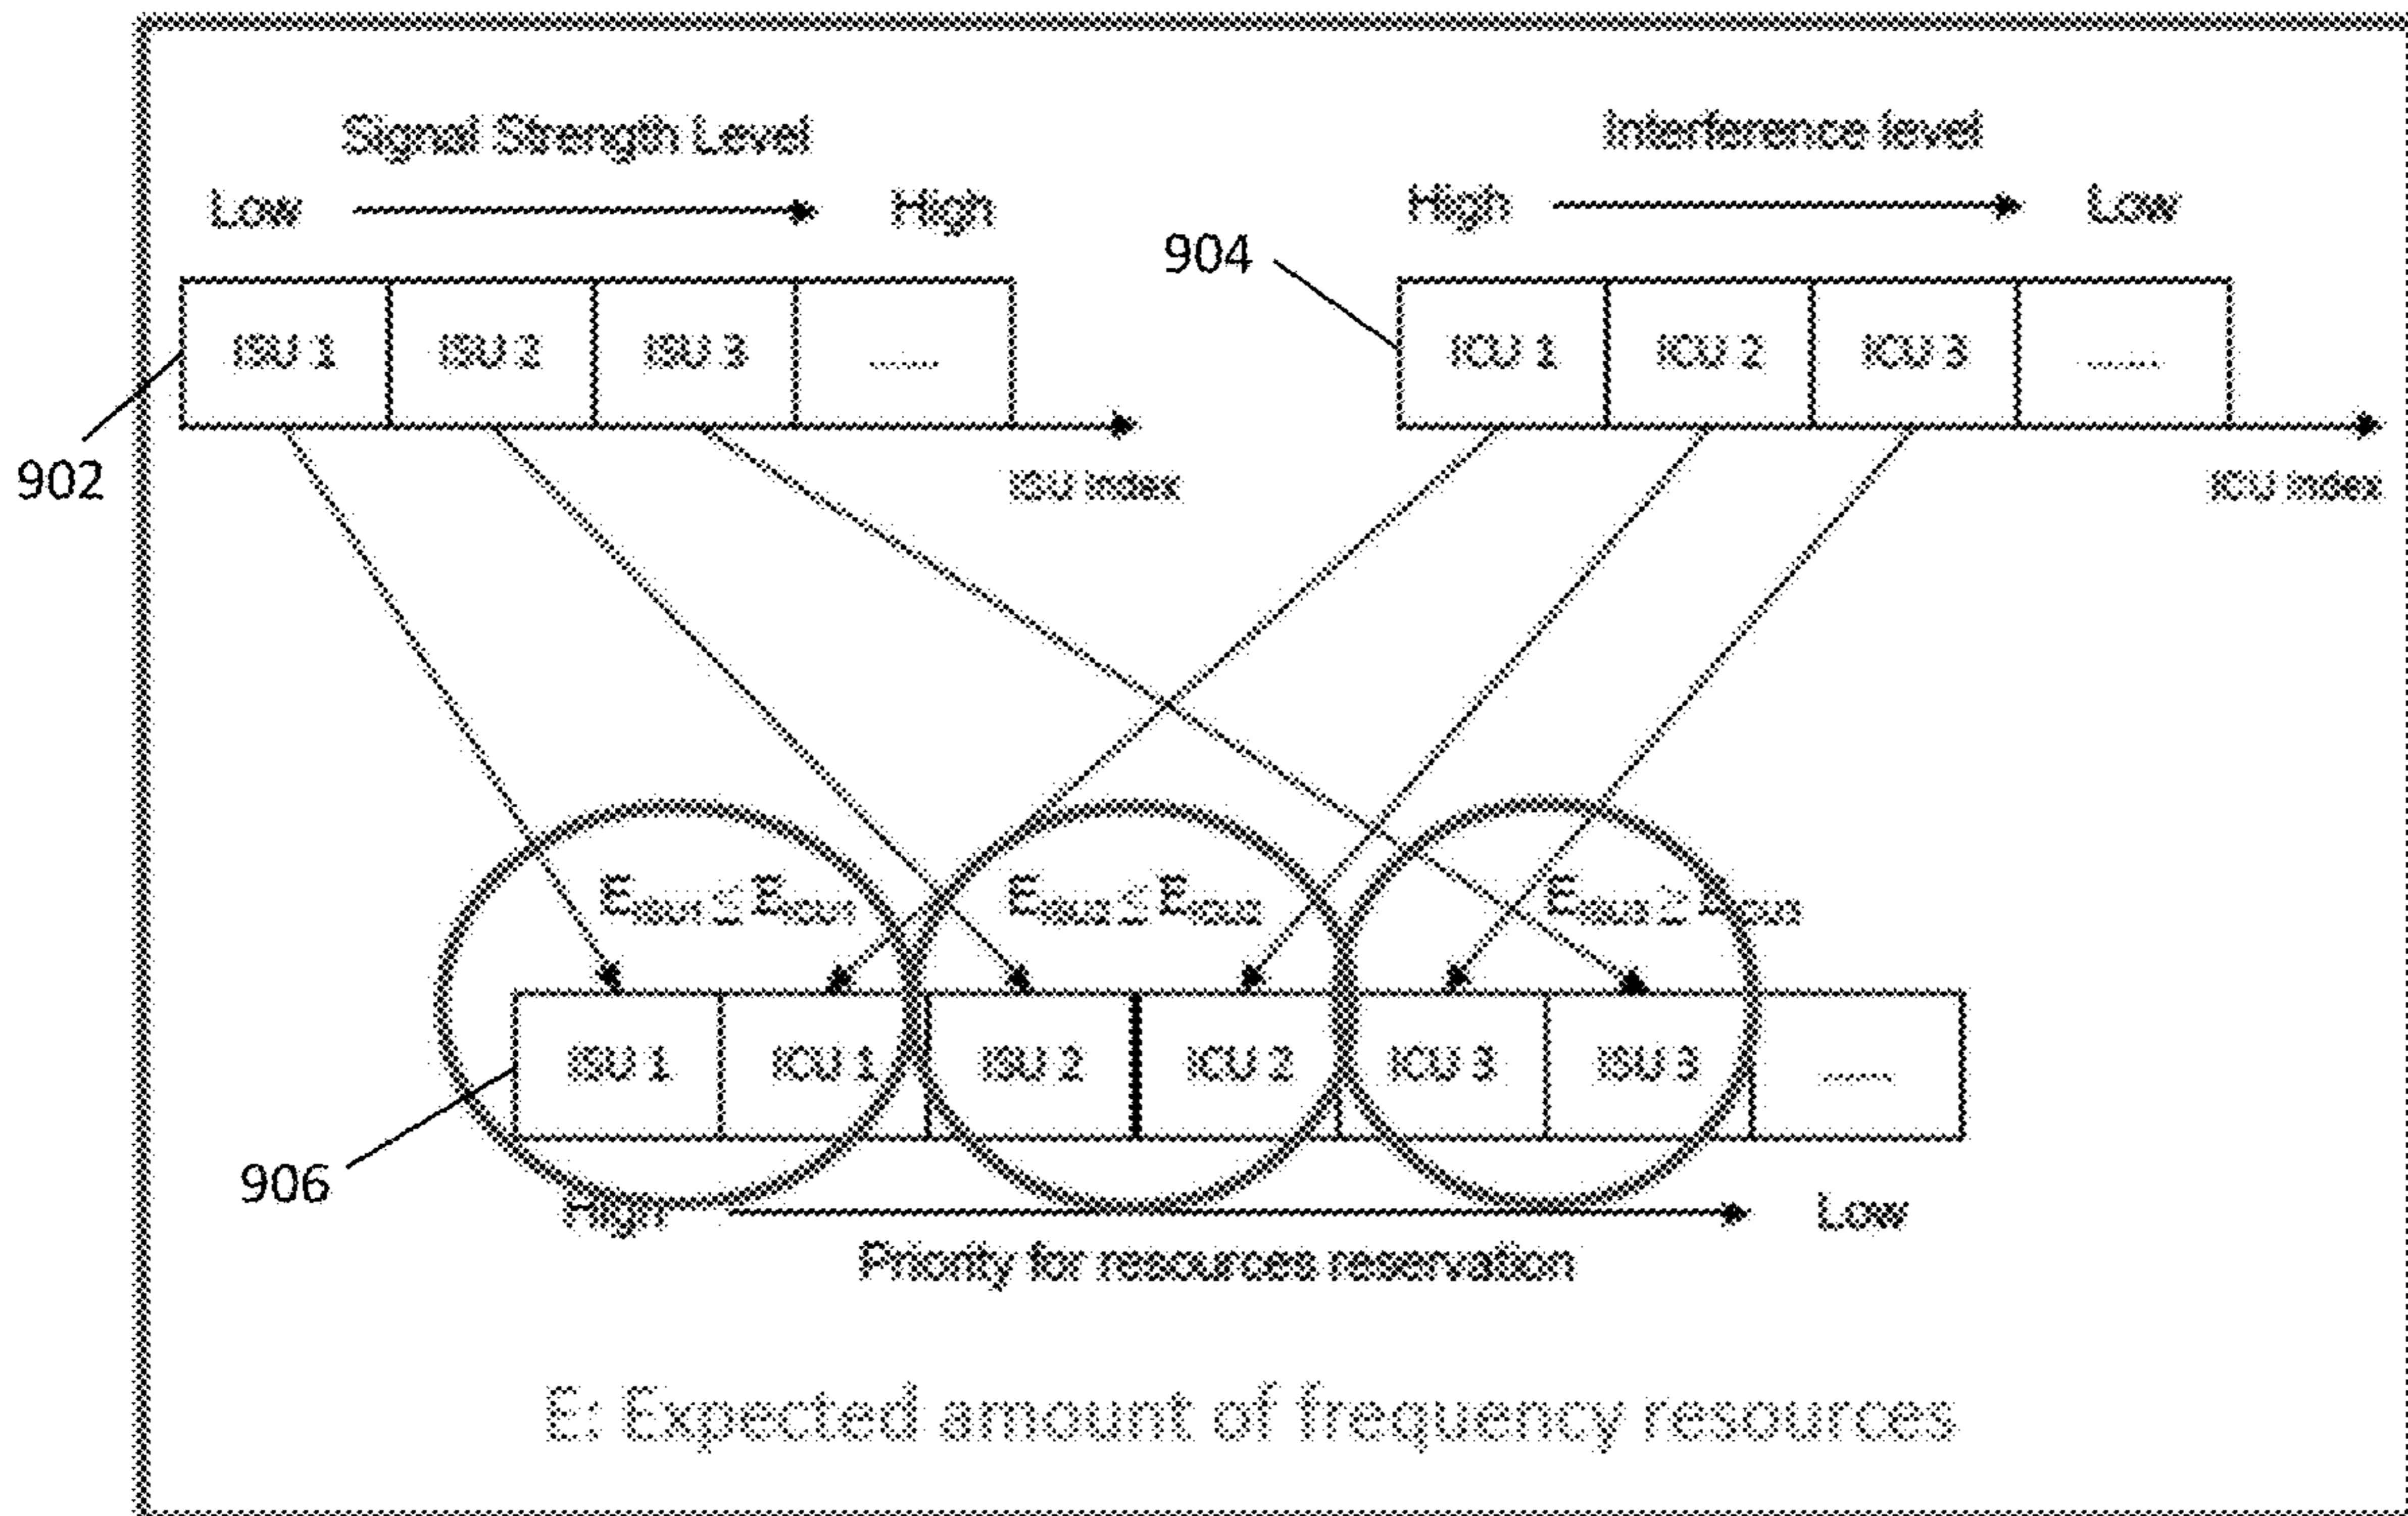 Signal Strength Level
Low High
Interference level
High Low
904
ISU 1 ISU 2 ISU 3 ......
ICU 1 ICU 2 ICU 3 ......
902
ISU index
ICU index
ISU 1 ICU 1 ISU 2 ICU 2 ICU 3 ISU 3 ......
906
High Low
Priority for resources reservation
E: Expected amount of frequency resources